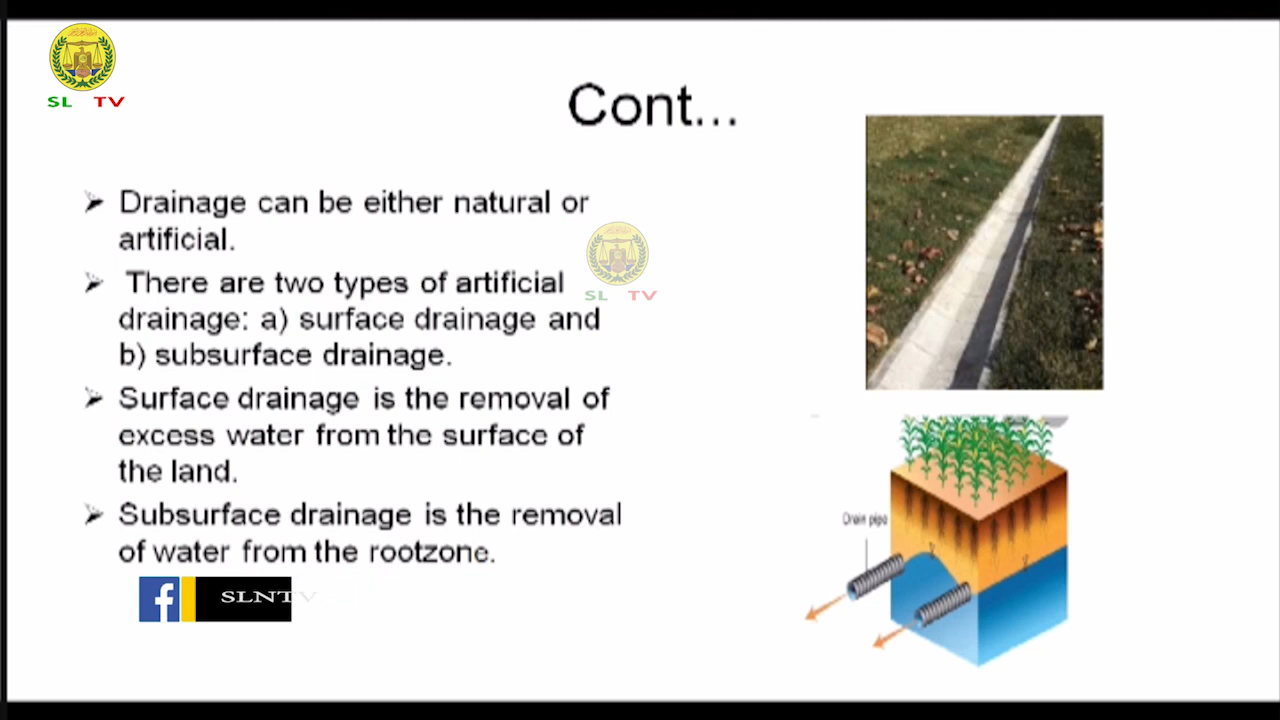 SL TV
Cont...
Drainage can be either natural or
artificial.
There are two types of artificial
drainage: a) surface drainage and
b) subsurface drainage.
SL TV
Surface drainage is the removal of
excess water from the surface of
the land.
Subsurface drainage is the removal
of water from the rootzone.
Drain pipe
SLNTV